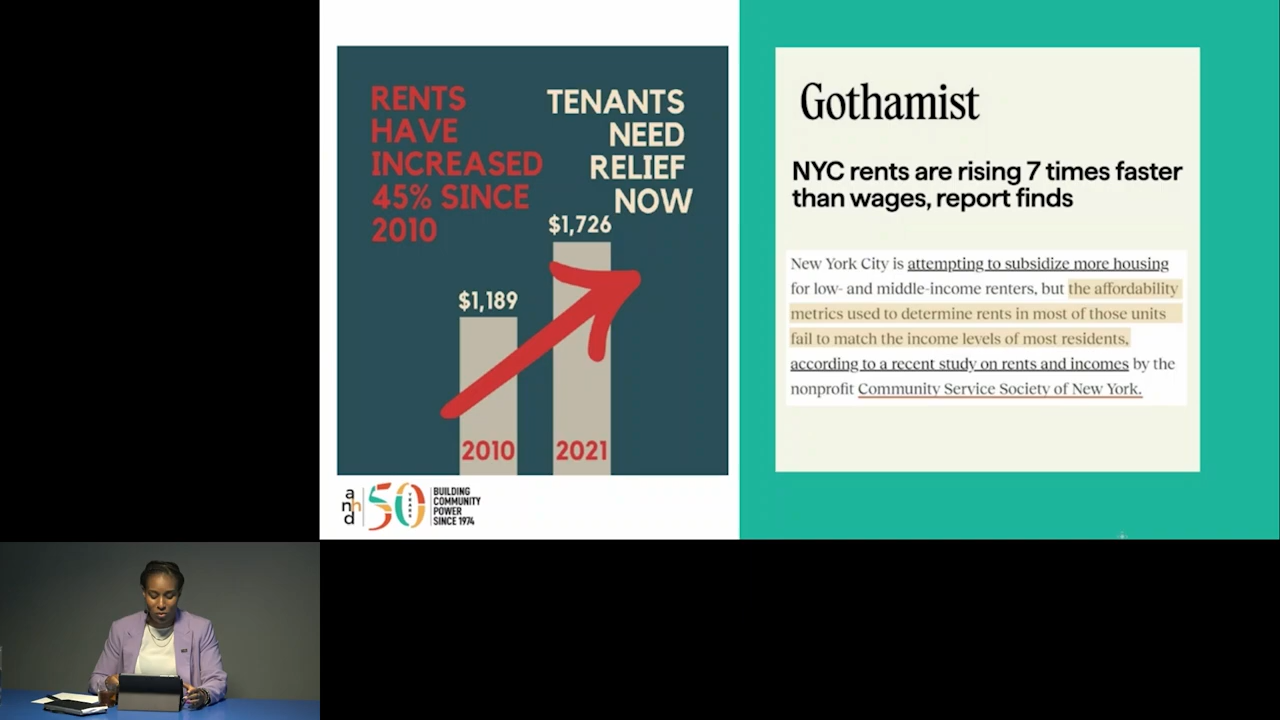 RENTS
HAVE
INCREASED
45% SINCE
2010
TENANTS
NEED
RELIEF
NOW
$1,726
$1,189
2010
2021
anhd
50
YEARS
BUILDING
COMMUNITY
POWER
SINCE 1974
Gothamist
NYC rents are rising 7 times faster
than wages, report finds
New York City is attempting to subsidize more housing
for low- and middle-income renters, but the affordability
metrics used to determine rents in most of those units
fail to match the income levels of most residents,
according to a recent study on rents and incomes by the
nonprofit Community Service Society of New York.